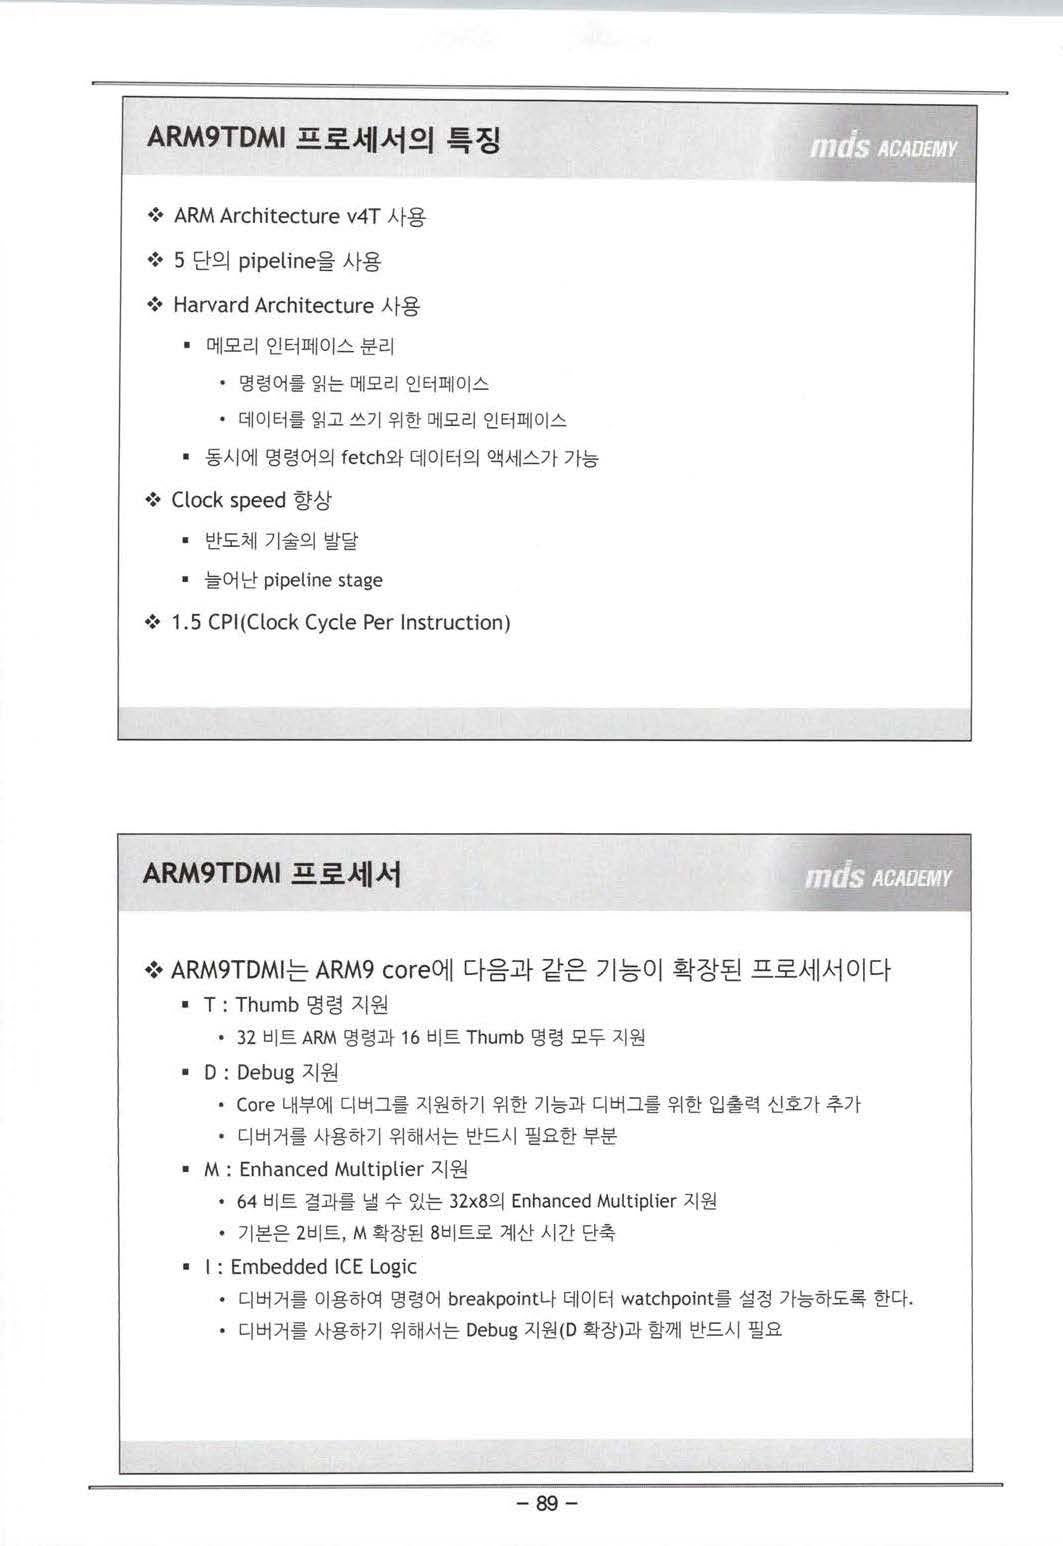 ARM9TDMI 프로세서의 특징
mds ACADEMY
❖ ARM Architecture v4T 사용
❖ 5 단의 pipeline을 사용
❖ Harvard Architecture 사용
▪ 메모리 인터페이스 분리
• 명령어를 읽는 메모리 인터페이스
• 데이터를 읽고 쓰기 위한 메모리 인터페이스
▪ 동시에 명령어의 fetch와 데이터의 액세스가 가능
❖ Clock speed 향상
▪ 반도체 기술의 발달
▪ 늘어난 pipeline stage
❖ 1.5 CPI(Clock Cycle Per Instruction)
ARM9TDMI 프로세서
mds ACADEMY
❖ ARM9TDMI는 ARM9 core에 다음과 같은 기능이 확장된 프로세서이다
▪ T : Thumb 명령 지원
• 32 비트 ARM 명령과 16 비트 Thumb 명령 모두 지원
▪ D : Debug 지원
• Core 내부에 디버그를 지원하기 위한 기능과 디버그를 위한 입출력 신호가 추가
• 디버거를 사용하기 위해서는 반드시 필요한 부분
▪ M : Enhanced Multiplier 지원
• 64 비트 결과를 낼 수 있는 32x8의 Enhanced Multiplier 지원
• 기본은 2비트, M 확장된 8비트로 계산 시간 단축
▪ I : Embedded ICE Logic
• 디버거를 이용하여 명령어 breakpoint나 데이터 watchpoint를 설정 가능하도록 한다.
• 디버거를 사용하기 위해서는 Debug 지원(D 확장)과 함께 반드시 필요
- 89 -